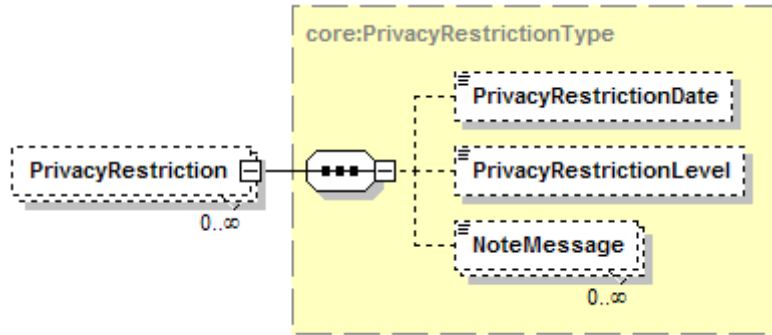 core:PrivacyRestrictionType
PrivacyRestrictionDate
PrivacyRestriction
0..∞
PrivacyRestrictionLevel
NoteMessage
0..∞